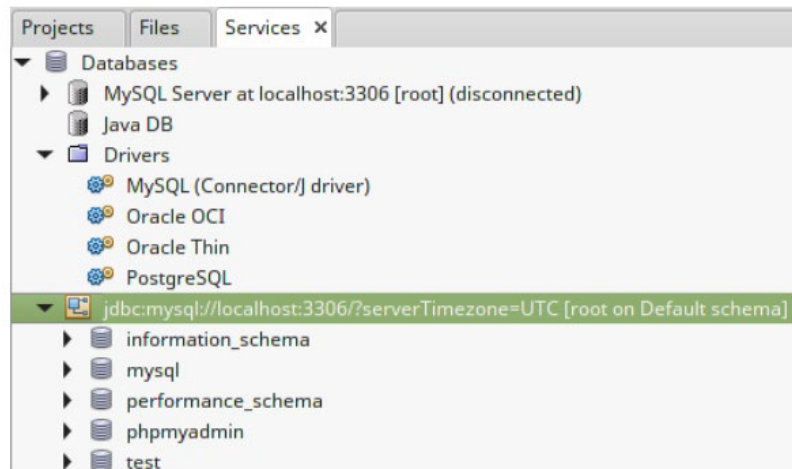 Projects Files Services ×
Databases
MySQL Server at localhost:3306 [root] (disconnected)
Java DB
Drivers
MySQL (Connector/J driver)
Oracle OCI
Oracle Thin
PostgreSQL
jdbc:mysql://localhost:3306/?serverTimezone=UTC [root on Default schema]
information_schema
mysql
performance_schema
phpmyadmin
test